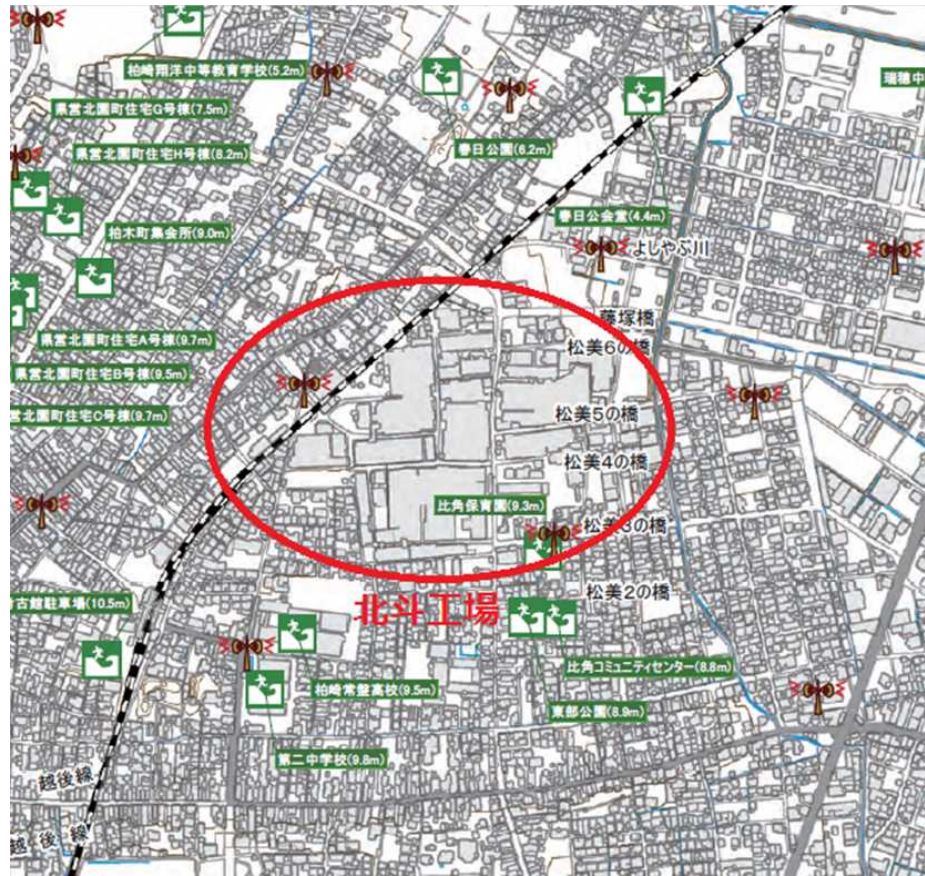 柏崎翔洋中等教育学校(5.2m)
瑞穂中
県営北園町住宅G号棟(7.5m)
県営北園町住宅H号棟(8.2m)
春日公園(6.2m)
柏木町集会所(9.0m)
春日公会堂(4.4m)
よしやぶ川
藤塚橋
県営北園町住宅A号棟(9.7m)
松美6の橋
県営北園町住宅B号棟(9.5m)
営北園町住宅C号棟(9.7m)
松美5の橋
松美4の橋
比角保育園(9.3m)
松美3の橋
松美2の橋
古館駐車場(10.5m)
北斗工場
比角コミュニティセンター(8.8m)
柏崎常盤高校(9.5m)
東部公園(8.9m)
第二中学校(9.8m)
越後線
越後線